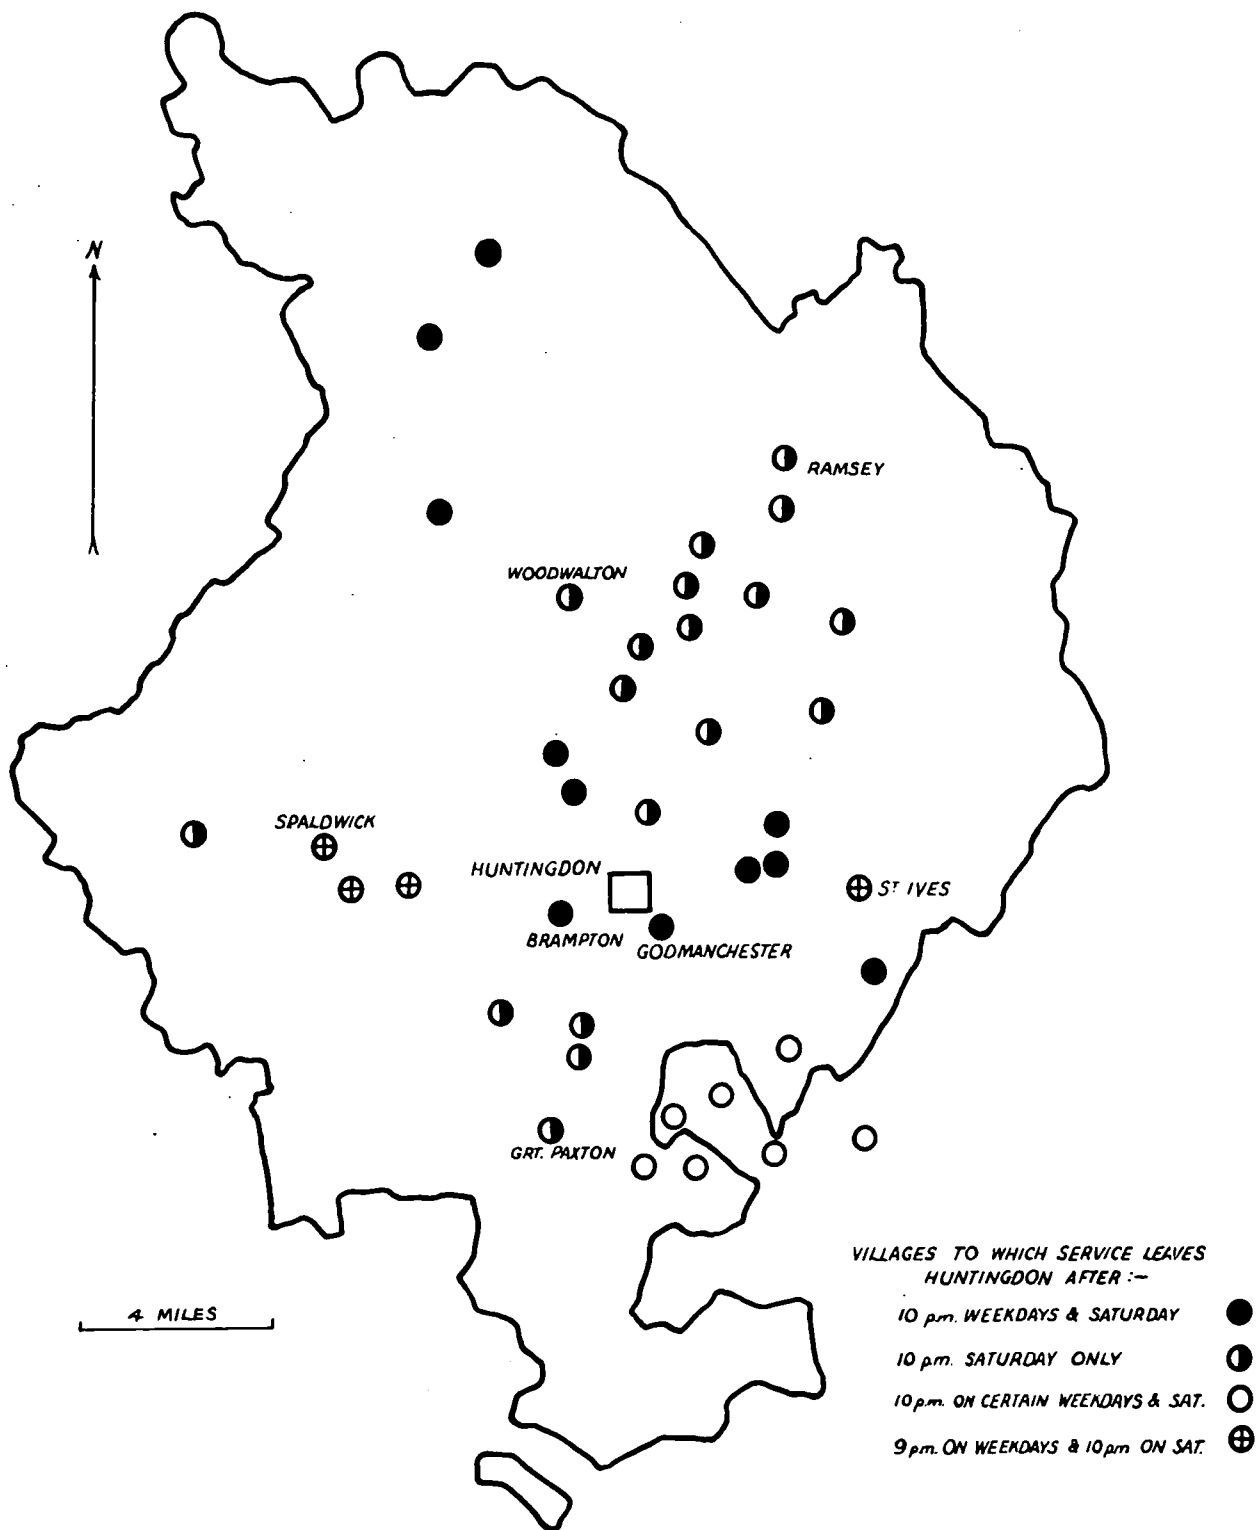 N
RAMSEY
WOODWALTON
SPALDWICK
HUNTINGDON
ST IVES
BRAMPTON
GODMANCHESTER
GRT. PAXTON
4 MILES
VILLAGES TO WHICH SERVICE LEAVES
HUNTINGDON AFTER :-
10 p.m. WEEKDAYS & SATURDAY
10 p.m. SATURDAY ONLY
10 p.m. ON CERTAIN WEEKDAYS & SAT.
9 p.m. ON WEEKDAYS & 10 pm ON SAT.